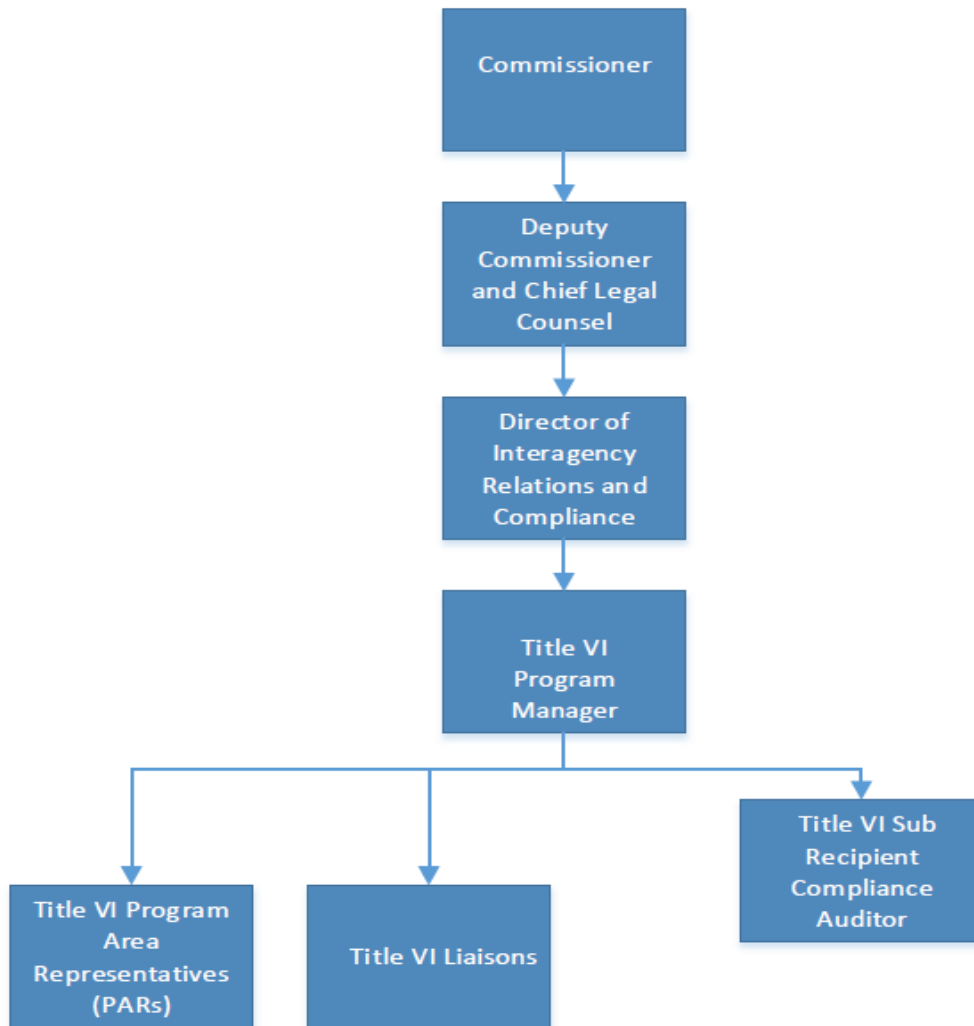 Commissioner
Deputy
Commissioner
and Chief Legal
Counsel
Director of
Interagency
Relations and
Compliance
Title VI
Program
Manager
Title VI Program
Area
Representatives
(PARs)
Title VI Liaisons
Title VI Sub
Recipient
Compliance
Auditor